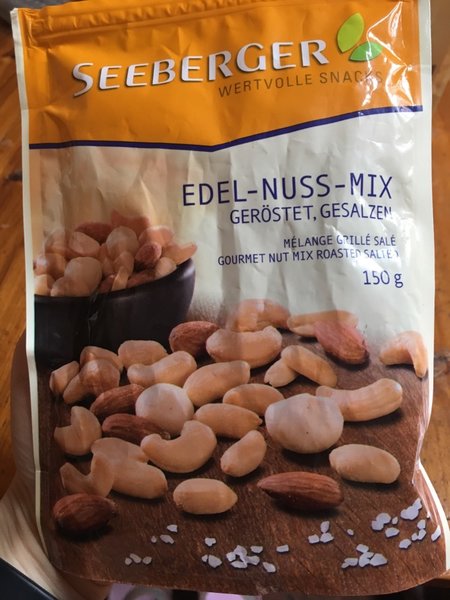 SEEBERGER
WERTVOLLE SNACKS
EDEL-NUSS-MIX
GERÖSTET, GESALZEN
MÉLANGE GRILLÉ SALÉ
GOURMET NUT MIX ROASTED SALTED
150 g